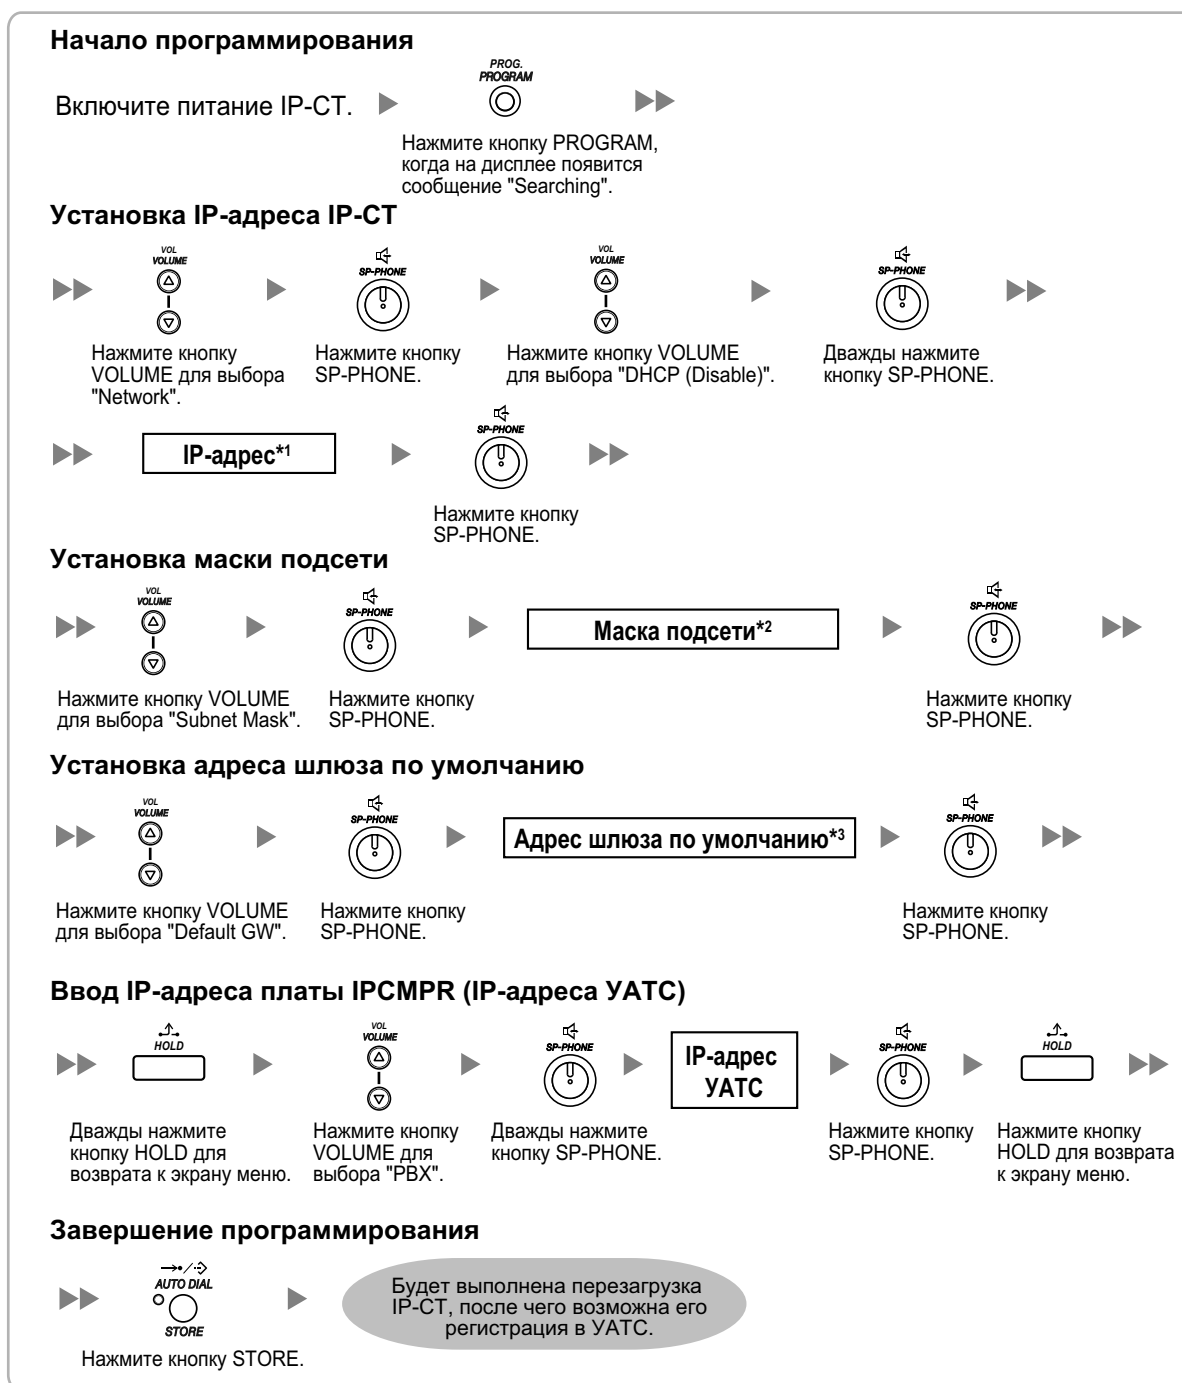 Начало программирования
PROG.
PROGRAM
Включите питание IP-СТ.
Нажмите кнопку PROGRAM,
когда на дисплее появится
сообщение "Searching".
Установка IP-адреса IP-СТ
VOL
VOLUME
SP-PHONE
VOL
VOLUME
SP-PHONE
Нажмите кнопку
VOLUME для выбора
"Network".
Нажмите кнопку
SP-PHONE.
Нажмите кнопку VOLUME
для выбора "DHCP (Disable)".
Дважды нажмите
кнопку SP-PHONE.
IP-адрес*1
SP-PHONE
Нажмите кнопку
SP-PHONE.
Установка маски подсети
VOL
VOLUME
SP-PHONE
Маска подсети*2
SP-PHONE
Нажмите кнопку VOLUME
для выбора "Subnet Mask".
Нажмите кнопку
SP-PHONE.
Нажмите кнопку
SP-PHONE.
Установка адреса шлюза по умолчанию
VOL
VOLUME
SP-PHONE
Адрес шлюза по умолчанию*3
SP-PHONE
Нажмите кнопку VOLUME
для выбора "Default GW".
Нажмите кнопку
SP-PHONE.
Нажмите кнопку
SP-PHONE.
Ввод IP-адреса платы IPCMPR (IP-адреса УАТС)
HOLD
VOL
VOLUME
SP-PHONE
IP-адрес
УАТС
SP-PHONE
HOLD
Дважды нажмите
кнопку HOLD для
возврата к экрану меню.
Нажмите кнопку
VOLUME для
выбора "PBX".
Дважды нажмите
кнопку SP-PHONE.
Нажмите кнопку
SP-PHONE.
Нажмите кнопку
HOLD для возврата
к экрану меню.
Завершение программирования
AUTO DIAL
STORE
Нажмите кнопку STORE.
Будет выполнена перезагрузка
IP-СТ, после чего возможна его
регистрация в УАТС.